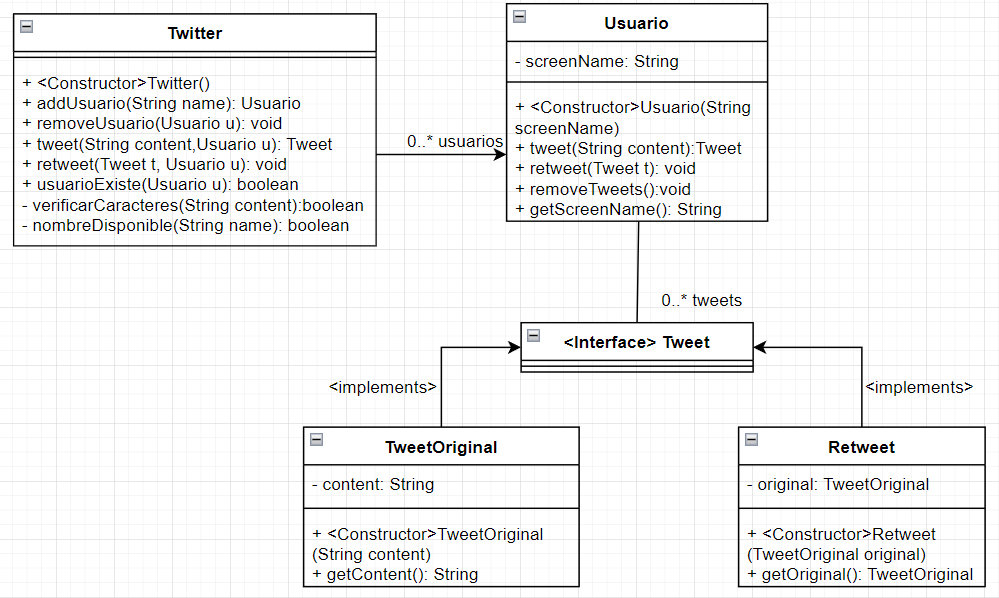 Twitter
+ <Constructor>Twitter()
+ addUsuario(String name): Usuario
+ removeUsuario(Usuario u): void
+ tweet(String content,Usuario u): Tweet
+ retweet(Tweet t, Usuario u): void
+ usuarioExiste(Usuario u): boolean
- verificarCaracteres(String content):boolean
- nombreDisponible(String name): boolean
0..* usuarios
Usuario
- screenName: String
+ <Constructor>Usuario(String
screenName)
+ tweet(String content):Tweet
+ retweet(Tweet t): void
+ removeTweets():void
+ getScreenName(): String
0..* tweets
<Interface> Tweet
<implements>
<implements>
TweetOriginal
- content: String
+ <Constructor>TweetOriginal
(String content)
+ getContent(): String
Retweet
- original: TweetOriginal
+ <Constructor>Retweet
(TweetOriginal original)
+ getOriginal(): TweetOriginal